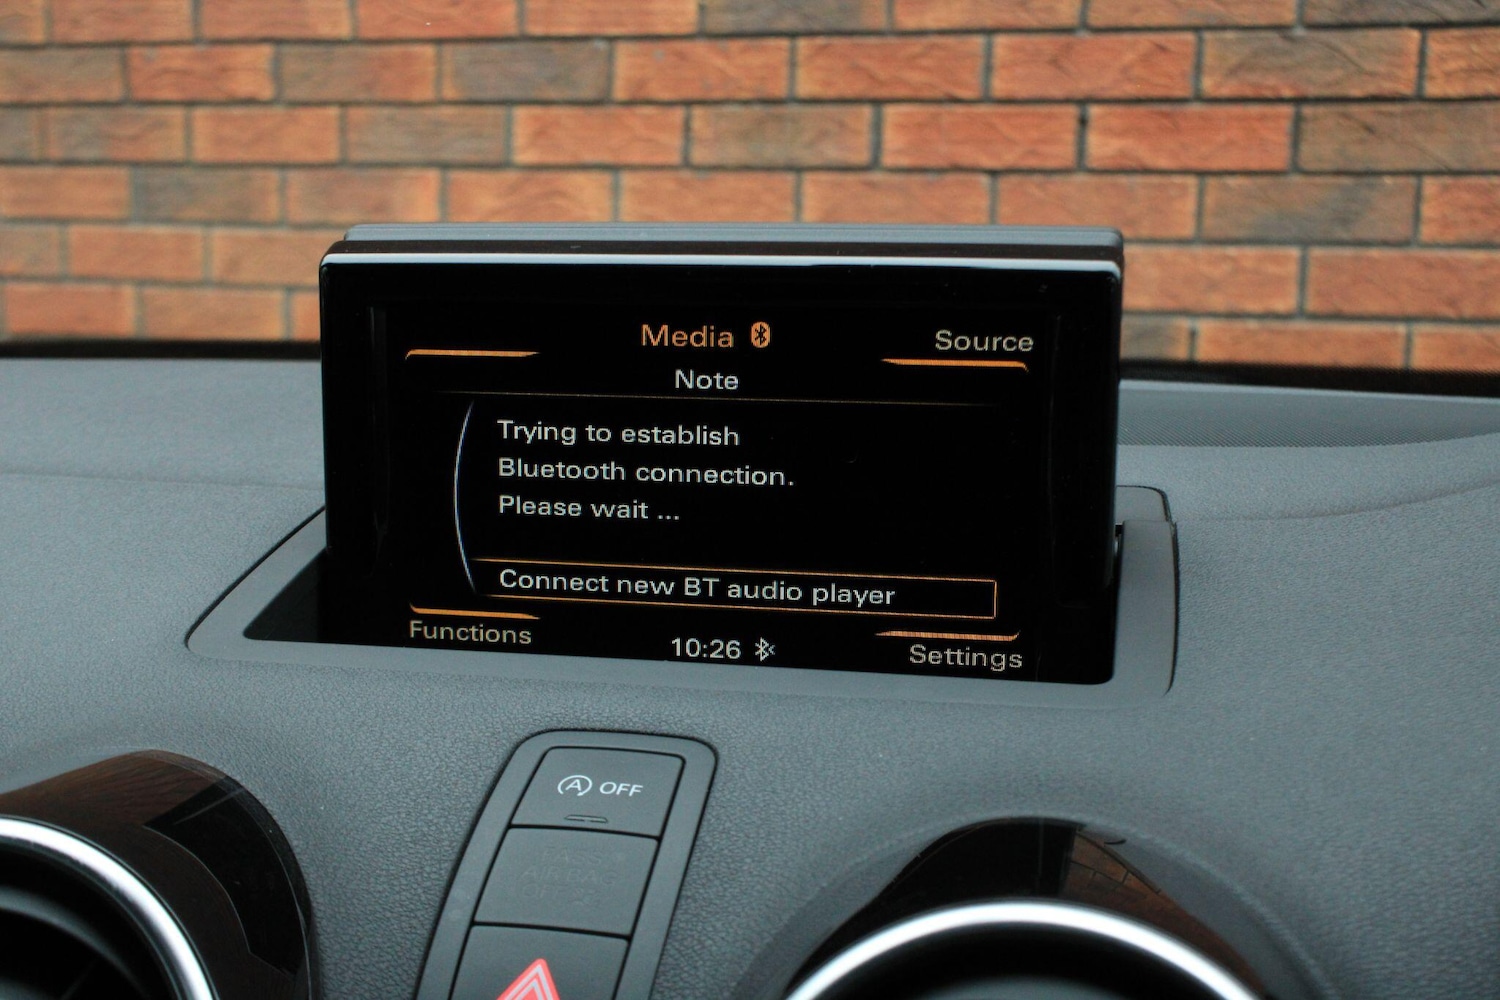 Media
Source
Note
Trying to establish
Bluetooth connection.
Please wait ...
Connect new BT audio player
Functions
10:26
Settings
A OFF